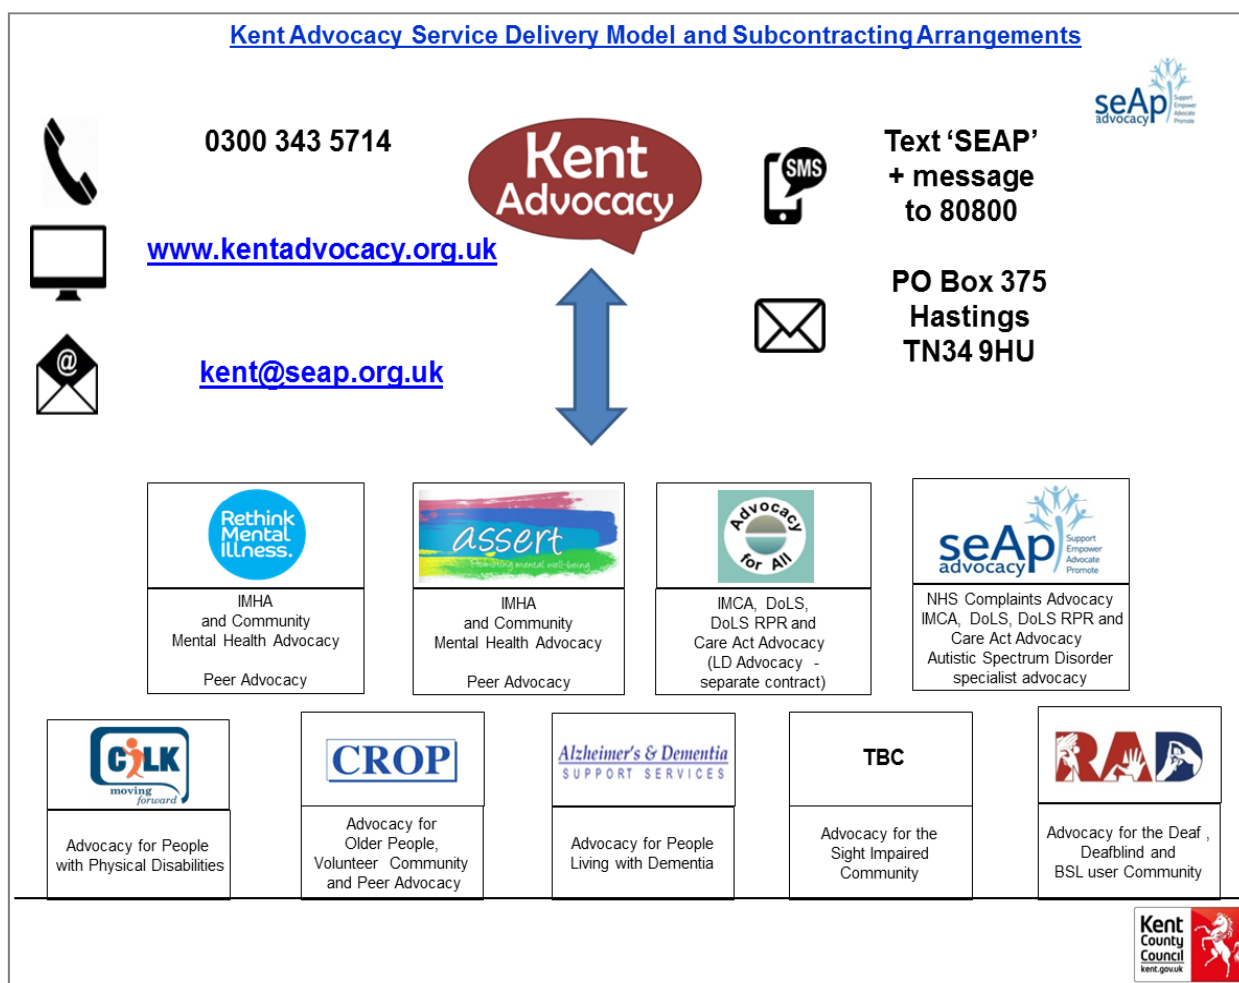 Kent Advocacy Service Delivery Model and Subcontracting Arrangements
seAp
advocacy
Support
Empower
Advocate
Promote
0300 343 5714
Kent
Advocacy
SMS
Text ‘SEAP’
+ message
to 80800
www.kentadvocacy.org.uk
PO Box 375
Hastings
TN34 9HU
@
kent@seap.org.uk
Rethink
Mental
Illness.
IMHA
and Community
Mental Health Advocacy
Peer Advocacy
assert
Promoting mental well-being
IMHA
and Community
Mental Health Advocacy
Peer Advocacy
Advocacy
for All
IMCA, DoLS,
DoLS RPR and
Care Act Advocacy
(LD Advocacy -
separate contract)
seAp
advocacy
Support
Empower
Advocate
Promote
NHS Complaints Advocacy
IMCA, DoLS, DoLS RPR and
Care Act Advocacy
Autistic Spectrum Disorder
specialist advocacy
CiLK
moving
forward
Advocacy for People
with Physical Disabilities
CROP
Advocacy for
Older People,
Volunteer Community
and Peer Advocacy
Alzheimer's & Dementia
SUPPORT SERVICES
Advocacy for People
Living with Dementia
TBC
Advocacy for the
Sight Impaired
Community
RAD
Advocacy for the Deaf ,
Deafblind and
BSL user Community
Kent
County
Council
kent.gov.uk